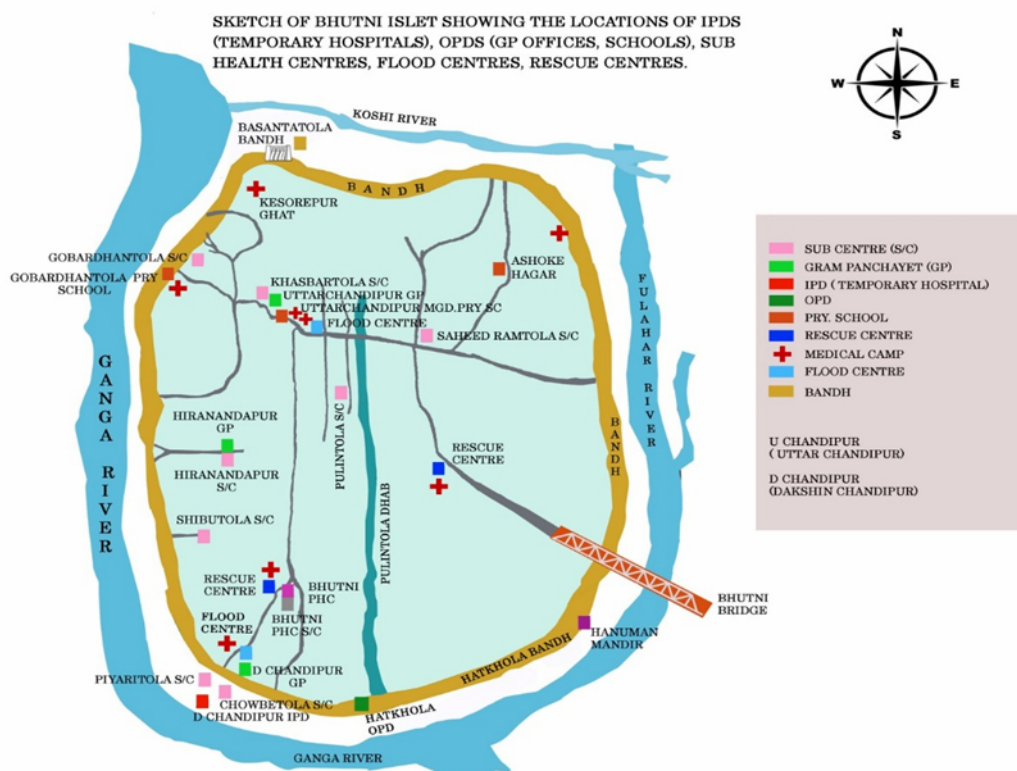 SKETCH OF BHUTNI ISLET SHOWING THE LOCATIONS OF IPDS
(TEMPORARY HOSPITALS), OPDS (GP OFFICES, SCHOOLS), SUB
HEALTH CENTRES, FLOOD CENTRES, RESCUE CENTRES.
N
W
E
S
KOSHI RIVER
BASANTATOLA
BANDH
BANDH
KESOREPUR
GHAT
GOBARDHANTOLA S/C
GOBARDHANTOLA PRY
SCHOOL
KHASBARTOLA S/C
UTTARCHANDIPUR GP
UTTARCHANDIPUR MGD.PRY SC
FLOOD CENTRE
ASHOKE
HAGAR
SAHEED RAMTOLA S/C
FULAHAR RIVER
GANGA RIVER
HIRANANDAPUR
GP
HIRANANDAPUR
S/C
PULINTOLA S/C
RESCUE
CENTRE
BANDH
SHIBUTOLA S/C
PULINTOLA DHAB
RESCUE
CENTRE
BHUTNI
PHC
BHUTNI
PHC S/C
BHUTNI
BRIDGE
FLOOD
CENTRE
HANUMAN
MANDIR
HATKHOLA BANDH
D CHANDIPUR
GP
PIYARITOLA S/C
CHOWBETOLA S/C
D CHANDIPUR IPD
HATKHOLA
OPD
GANGA RIVER
SUB CENTRE (S/C)
GRAM PANCHAYET (GP)
IPD ( TEMPORARY HOSPITAL)
OPD
PRY. SCHOOL
RESCUE CENTRE
MEDICAL CAMP
FLOOD CENTRE
BANDH
U CHANDIPUR
( UTTAR CHANDIPUR)
D CHANDIPUR
(DAKSHIN CHANDIPUR)